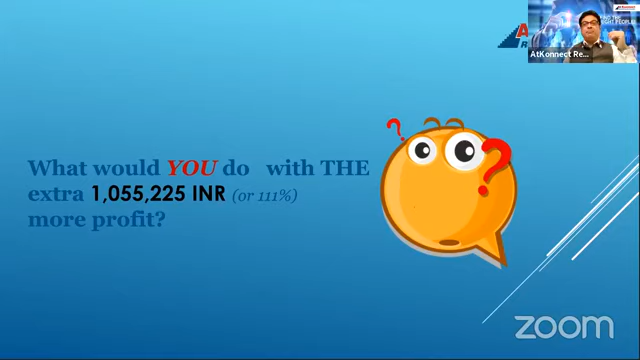 What would YOU do with THE
extra 1,055,225 INR (or 111%)
more profit?
AtKonnect Re...
zoom